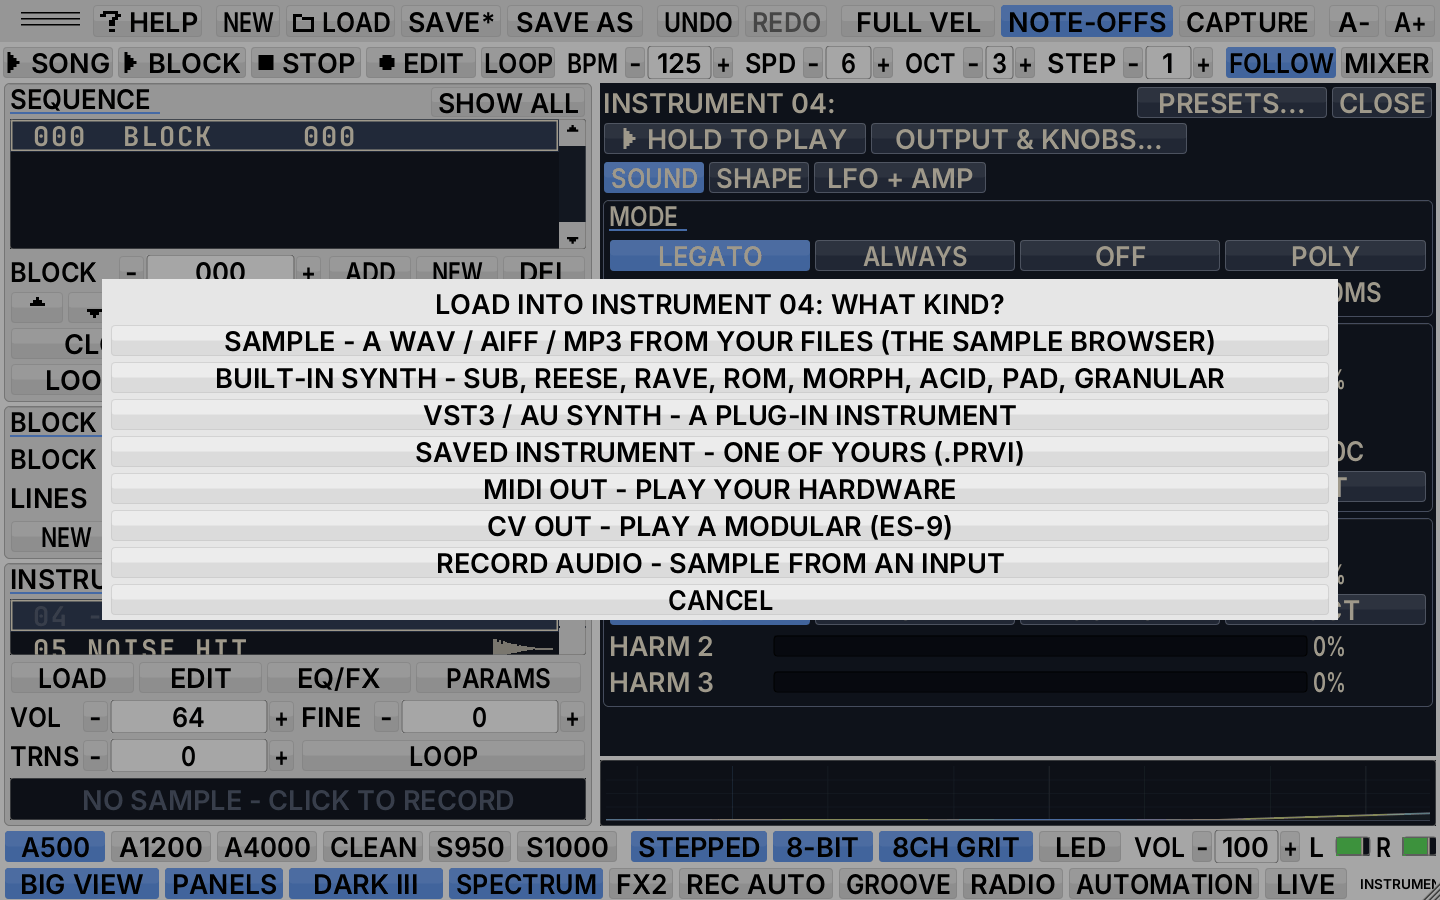 HELP NEW LOAD SAVE* SAVE AS UNDO REDO FULL VEL NOTE-OFFS CAPTURE A- A+
SONG BLOCK STOP EDIT LOOP BPM - 125 + SPD - 6 + OCT - 3 + STEP - 1 + FOLLOW MIXER
SEQUENCE SHOW ALL
000 BLOCK 000
INSTRUMENT 04: PRESETS... CLOSE
HOLD TO PLAY OUTPUT & KNOBS...
SOUND SHAPE LFO + AMP
MODE
LEGATO ALWAYS OFF POLY
BLOCK - 000 + ADD NEW DEL
LOAD INTO INSTRUMENT 04: WHAT KIND?
SAMPLE - A WAV / AIFF / MP3 FROM YOUR FILES (THE SAMPLE BROWSER)
BUILT-IN SYNTH - SUB, REESE, RAVE, ROM, MORPH, ACID, PAD, GRANULAR
VST3 / AU SYNTH - A PLUG-IN INSTRUMENT
SAVED INSTRUMENT - ONE OF YOURS (.PRVI)
MIDI OUT - PLAY YOUR HARDWARE
CV OUT - PLAY A MODULAR (ES-9)
RECORD AUDIO - SAMPLE FROM AN INPUT
CANCEL
BLOCK
BLOCK
LINES
NEW
INSTRU
04 -
05 NOISE HIT
HARM 2 0%
HARM 3 0%
LOAD EDIT EQ/FX PARAMS
VOL - 64 + FINE - 0 +
TRNS - 0 + LOOP
NO SAMPLE - CLICK TO RECORD
A500 A1200 A4000 CLEAN S950 S1000 STEPPED 8-BIT 8CH GRIT LED VOL - 100 + L R
BIG VIEW PANELS DARK III SPECTRUM FX2 REC AUTO GROOVE RADIO AUTOMATION LIVE INSTRUMEN